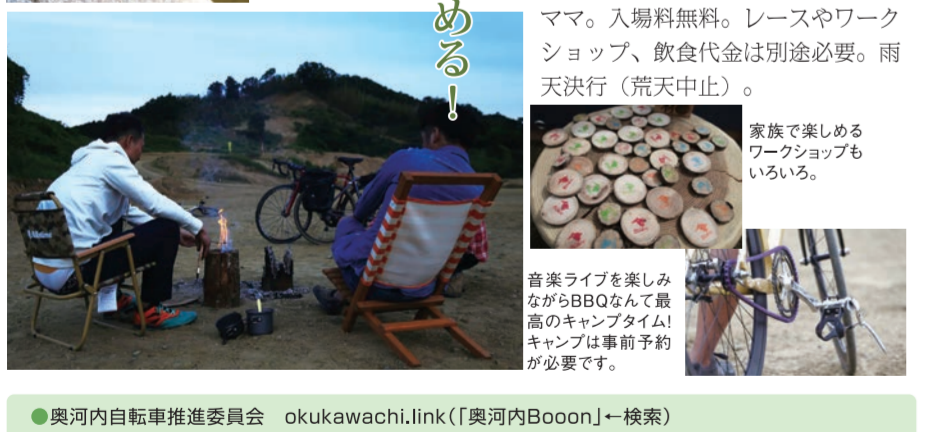 める!
ママ。入場料無料。レースやワーク
ショップ、飲食代金は別途必要。雨
天決行(荒天中止)。
家族で楽しめる
ワークショップも
いろいろ。
音楽ライブを楽しみ
ながらBBQなんて最
高のキャンプタイム!
キャンプは事前予約
が必要です。
●奥河内自転車推進委員会 okukawachi.link(「奥河内Booon」←検索)